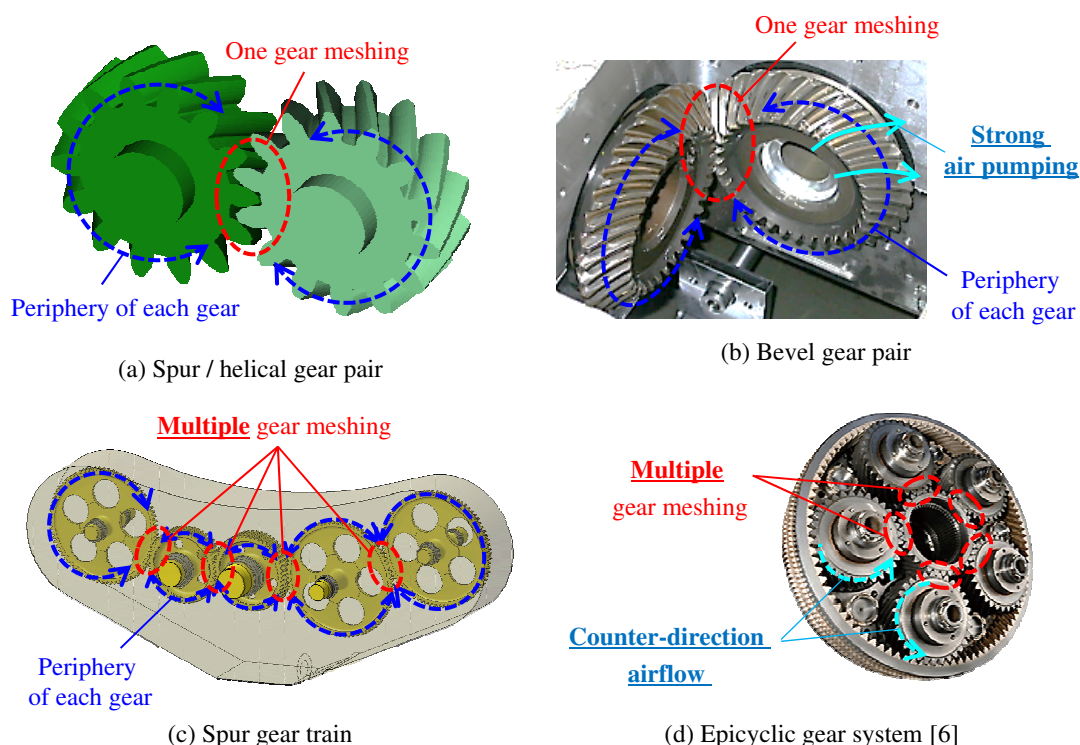 One gear meshing
Periphery of each gear
(a) Spur / helical gear pair
One gear meshing
Strong
air pumping
Periphery
of each gear
(b) Bevel gear pair
Multiple gear meshing
Periphery
of each gear
(c) Spur gear train
Multiple
gear meshing
Counter-direction
airflow
(d) Epicyclic gear system [6]